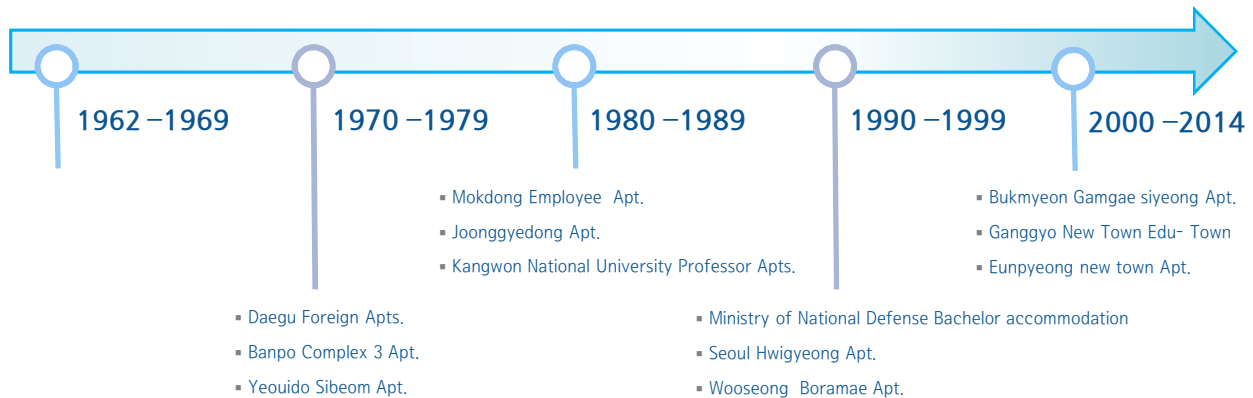 1962 –1969
1970 –1979
1980 –1989
1990 –1999
2000 –2014
▪ Mokdong Employee Apt.
▪ Joonggyedong Apt.
▪ Kangwon National University Professor Apts.
▪ Bukmyeon Gamgae siyeong Apt.
▪ Ganggyo New Town Edu- Town
▪ Eunpyeong new town Apt.
▪ Daegu Foreign Apts.
▪ Banpo Complex 3 Apt.
▪ Yeouido Sibeom Apt.
▪ Ministry of National Defense Bachelor accommodation
▪ Seoul Hwigyeong Apt.
▪ Wooseong Boramae Apt.